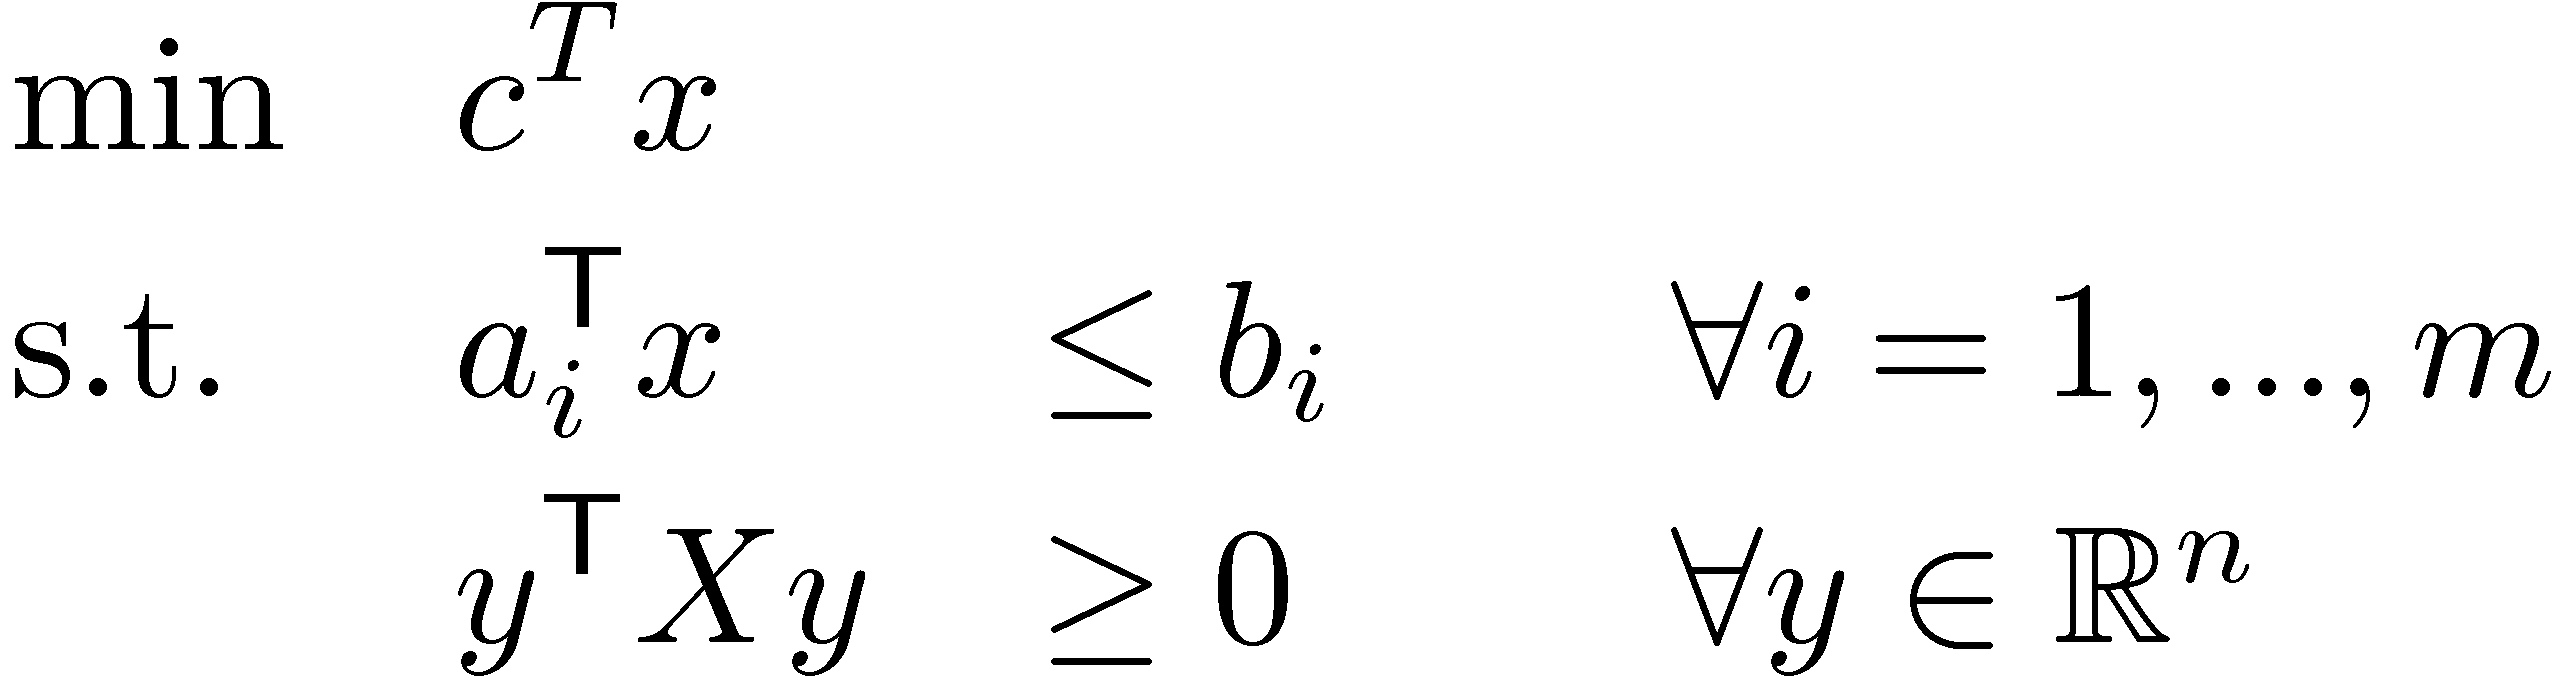 min c^T x
s.t. a_i^⊤ x ≤ b_i ∀i = 1, ..., m
y^⊤ X y ≥ 0 ∀y ∈ ℝ^n